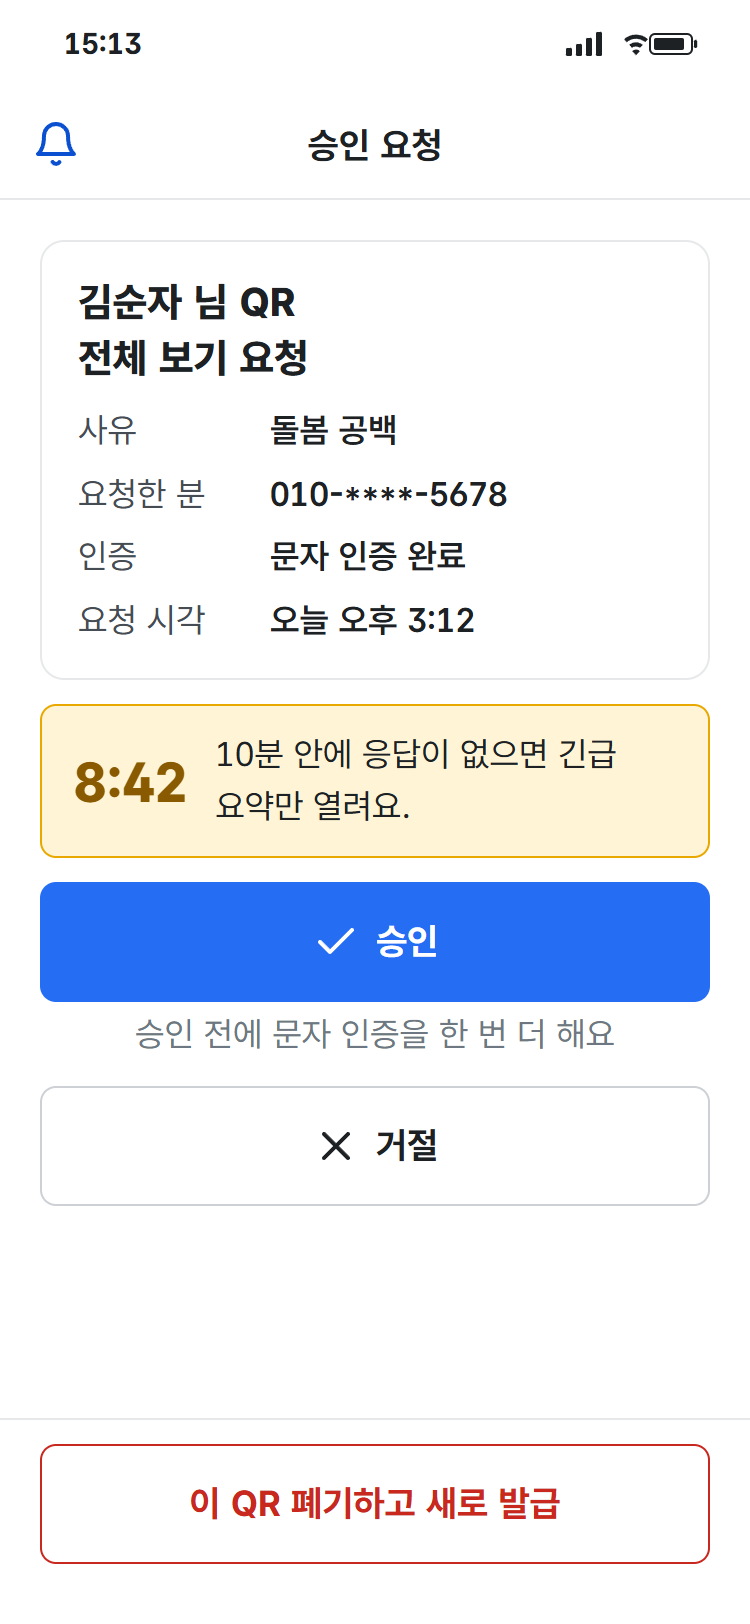 15:13
승인 요청
김순자 님 QR
전체 보기 요청
사유 돌봄 공백
요청한 분 010-****-5678
인증 문자 인증 완료
요청 시각 오늘 오후 3:12
8:42
10분 안에 응답이 없으면 긴급
요약만 열려요.
승인
승인 전에 문자 인증을 한 번 더 해요
거절
이 QR 폐기하고 새로 발급